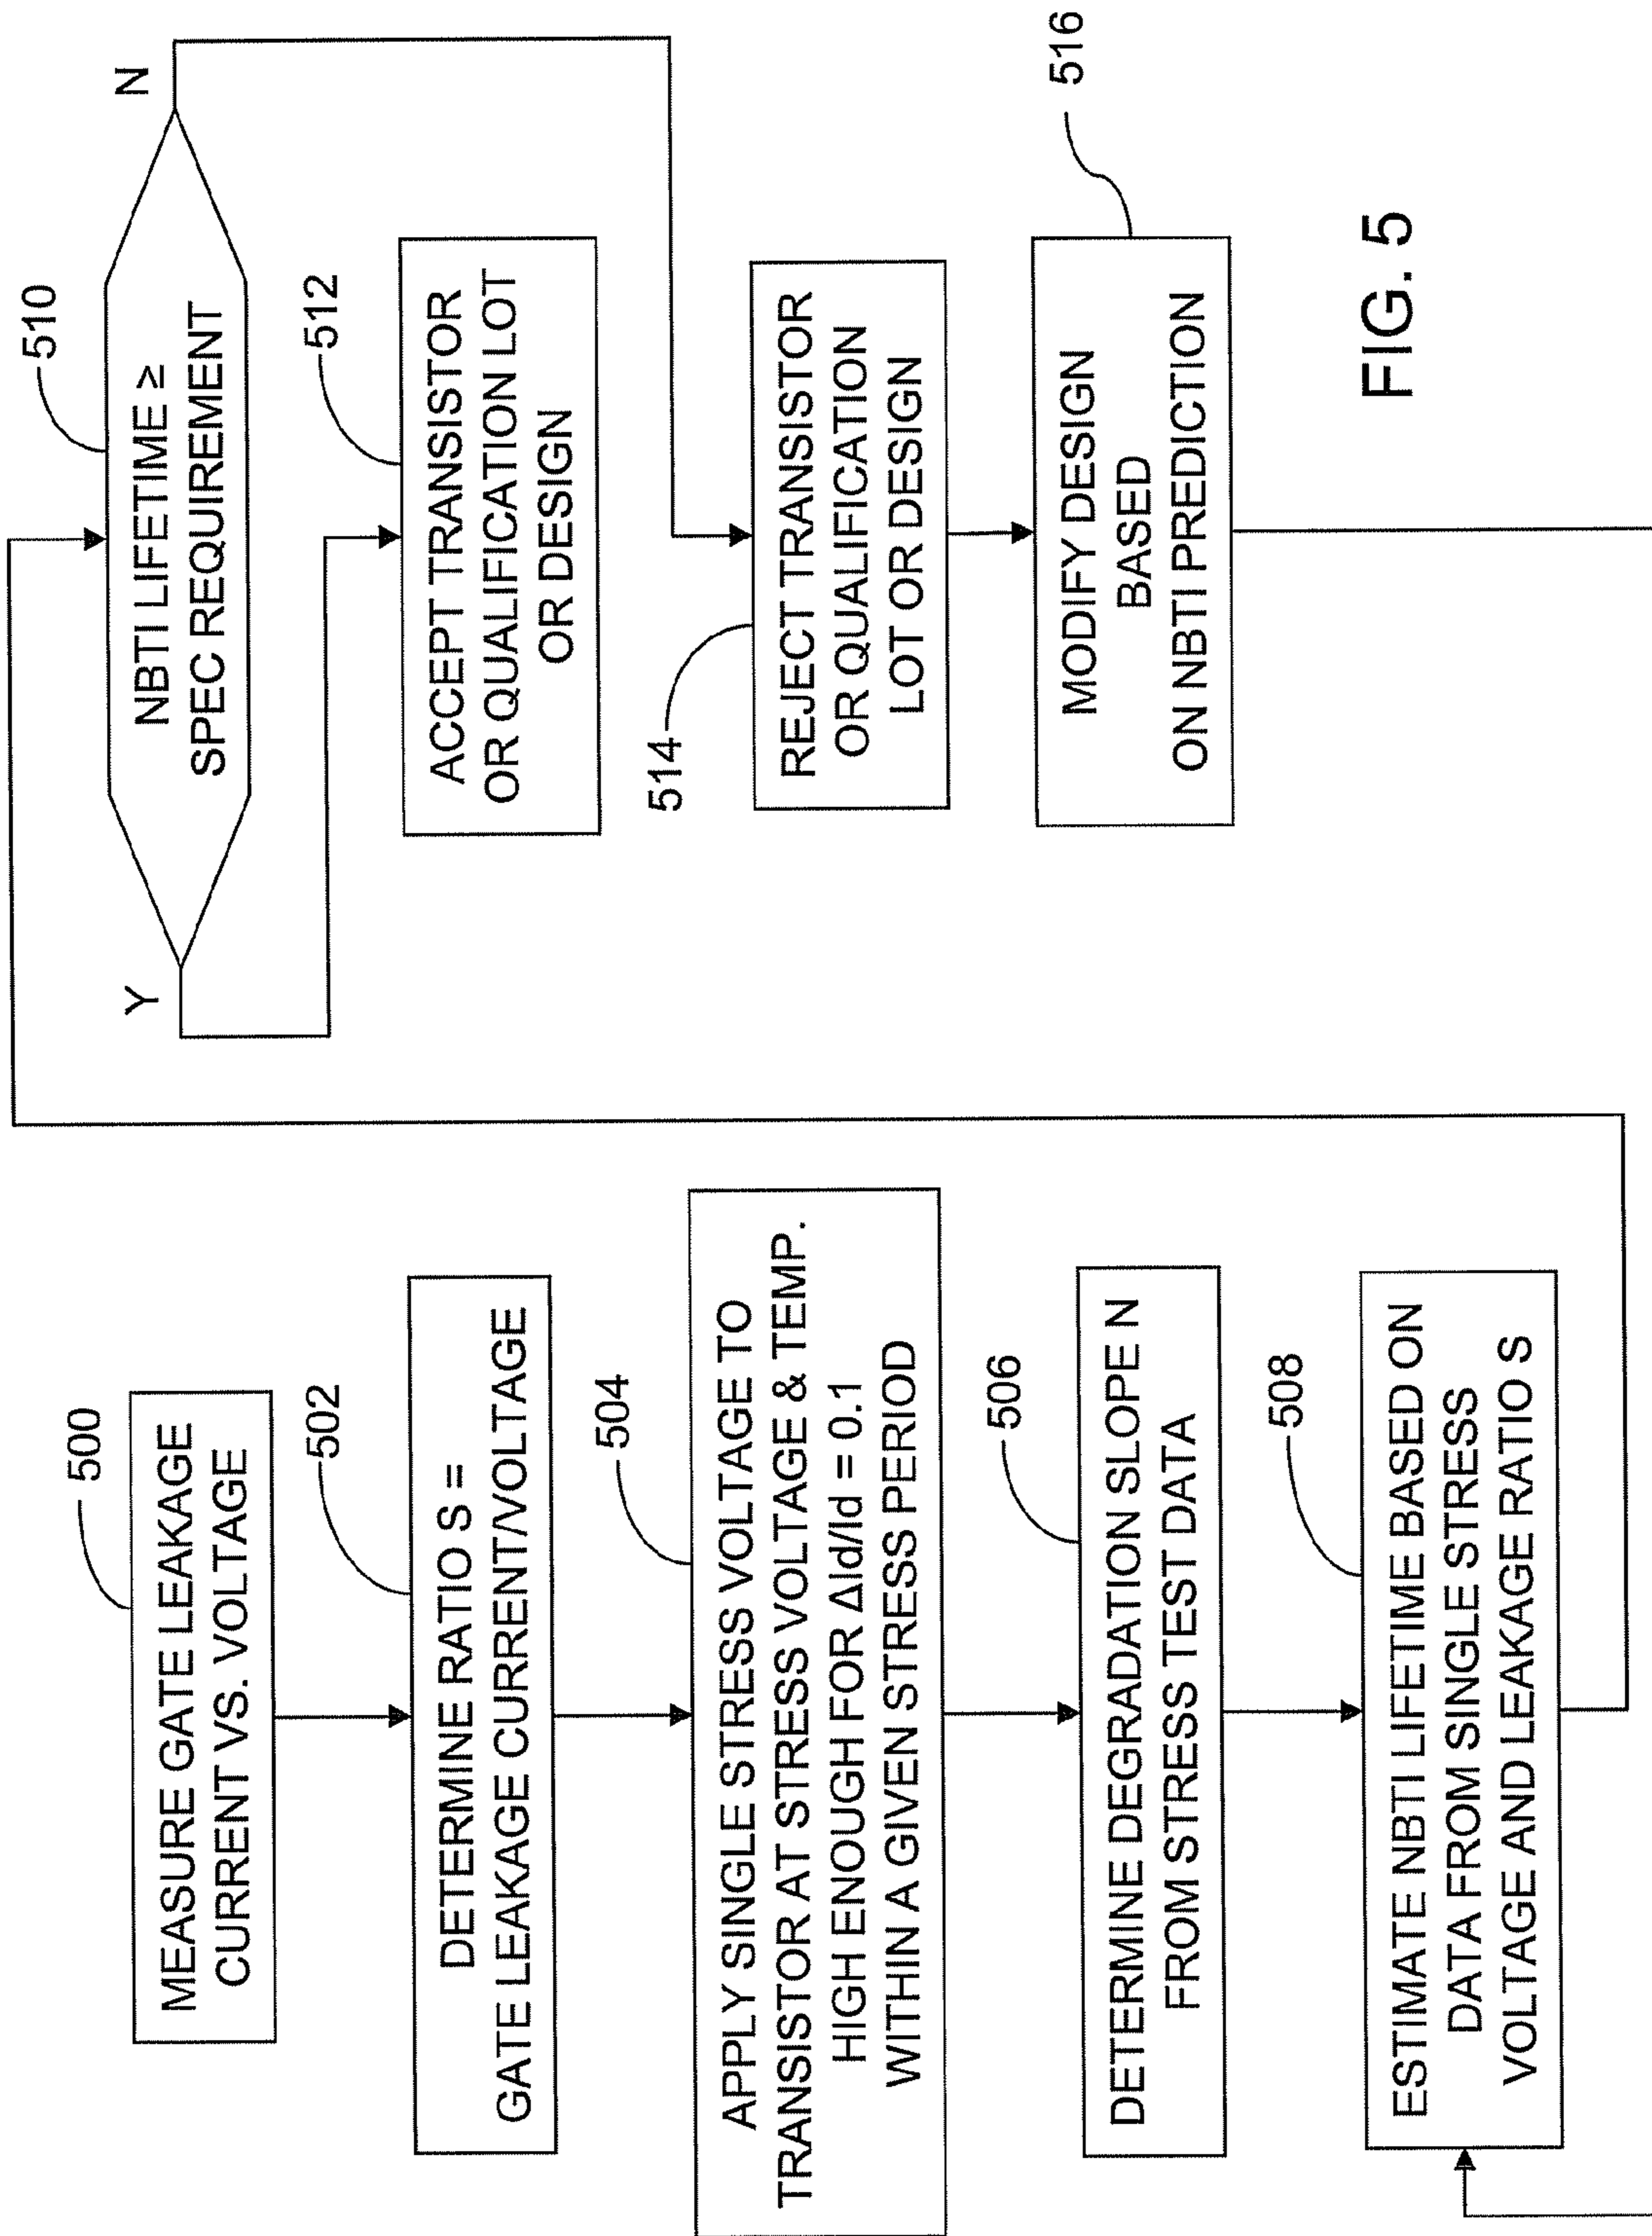 500
MEASURE GATE LEAKAGE
CURRENT VS. VOLTAGE
502
DETERMINE RATIO S =
GATE LEAKAGE CURRENT/VOLTAGE
504
APPLY SINGLE STRESS VOLTAGE TO
TRANSISTOR AT STRESS VOLTAGE & TEMP.
HIGH ENOUGH FOR ΔId/Id = 0.1
WITHIN A GIVEN STRESS PERIOD
506
DETERMINE DEGRADATION SLOPE N
FROM STRESS TEST DATA
508
ESTIMATE NBTI LIFETIME BASED ON
DATA FROM SINGLE STRESS
VOLTAGE AND LEAKAGE RATIO S
510
NBTI LIFETIME ≥
SPEC REQUIREMENT
Y
N
512
ACCEPT TRANSISTOR
OR QUALIFICATION LOT
OR DESIGN
514
REJECT TRANSISTOR
OR QUALIFICATION
LOT OR DESIGN
516
MODIFY DESIGN
BASED
ON NBTI PREDICTION
FIG. 5